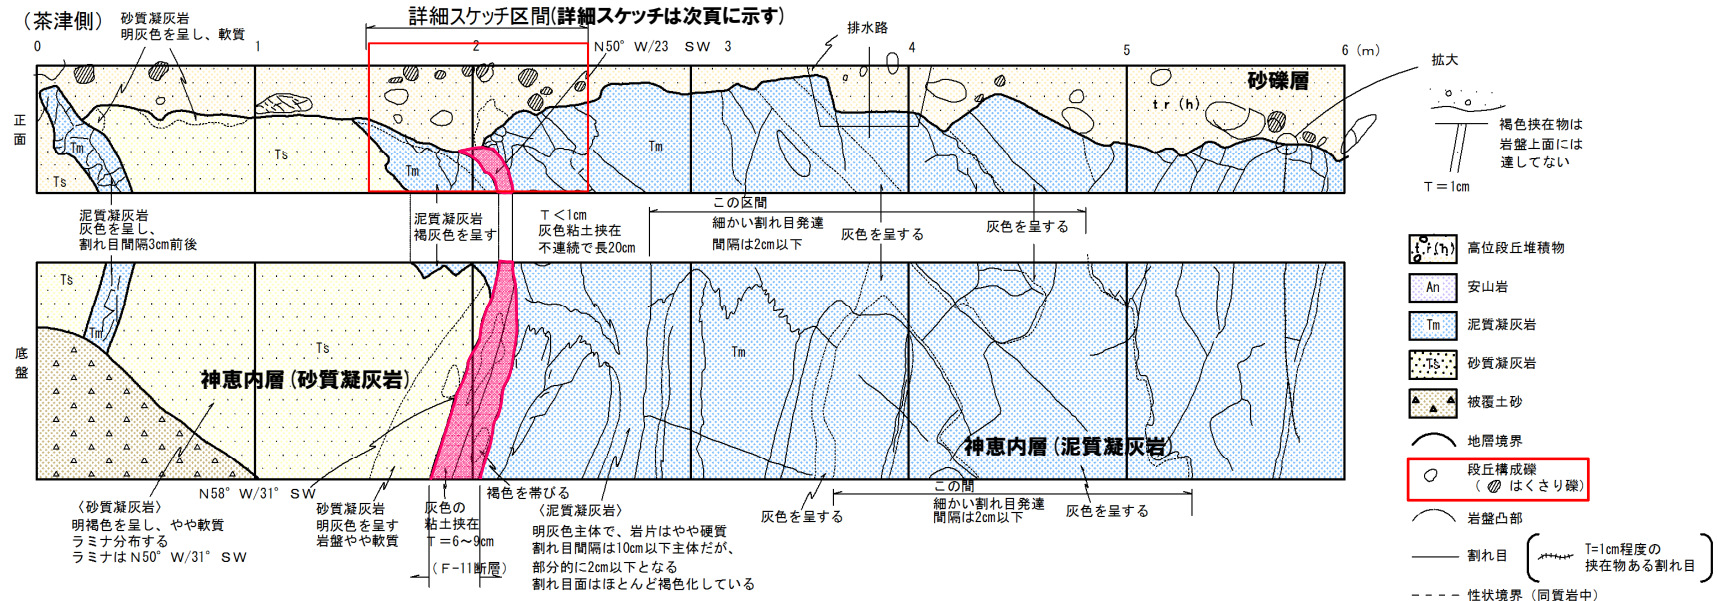 (茶津側)
砂質凝灰岩
明灰色を呈し、軟質
詳細スケッチ区間(詳細スケッチは次頁に示す)
排水路
0
1
2
N50°W/23 SW
3
4
5
6 (m)
拡大
砂礫層
tr(h)
正面
Tm
Ts
Ts
Tm
Tm
褐色挟在物は
岩盤上面には
達してない
T=1cm
泥質凝灰岩
灰色を呈し、
割れ目間隔3cm前後
泥質凝灰岩
褐灰色を呈す
T<1cm
灰色粘土挟在
不連続で長20cm
この区間
細かい割れ目発達
間隔は2cm以下
灰色を呈する
灰色を呈する
底盤
Ts
Tm
Ts
Tm
神恵内層(砂質凝灰岩)
神恵内層(泥質凝灰岩)
N58°W/31°SW
〈砂質凝灰岩〉
明褐色を呈し、やや軟質
ラミナ分布する
ラミナはN50°W/31°SW
砂質凝灰岩
明灰色を呈す
岩盤やや軟質
灰色の
粘土挟在
T=6~9cm
(F-11断層)
褐色を帯びる
〈泥質凝灰岩〉
明灰色主体で、岩片はやや硬質
割れ目間隔は10cm以下主体だが、
部分的に2cm以下となる
割れ目面はほとんど褐色化している
灰色を呈する
この間
細かい割れ目発達
間隔は2cm以下
灰色を呈する
t.r(h)
高位段丘堆積物
An
安山岩
Tm
泥質凝灰岩
Ts
砂質凝灰岩
被覆土砂
地層境界
段丘構成礫
( はくさり礫)
岩盤凸部
割れ目
T=1cm程度の
挟在物ある割れ目
性状境界(同質岩中)